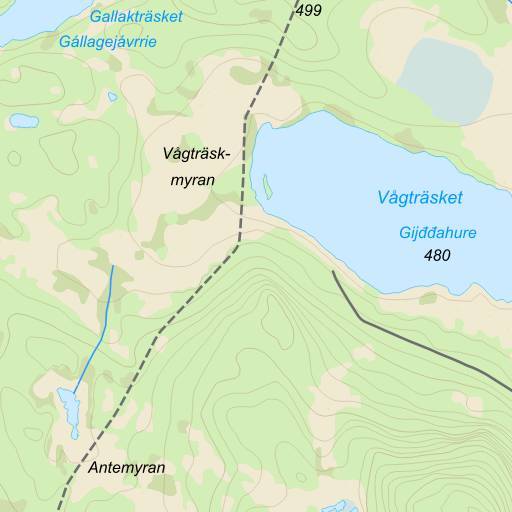 499
Gallakträsket
Gállagejávrrie
Vågträsk-
myran
Vågträsket
Gijđđahure
480
Antemyran